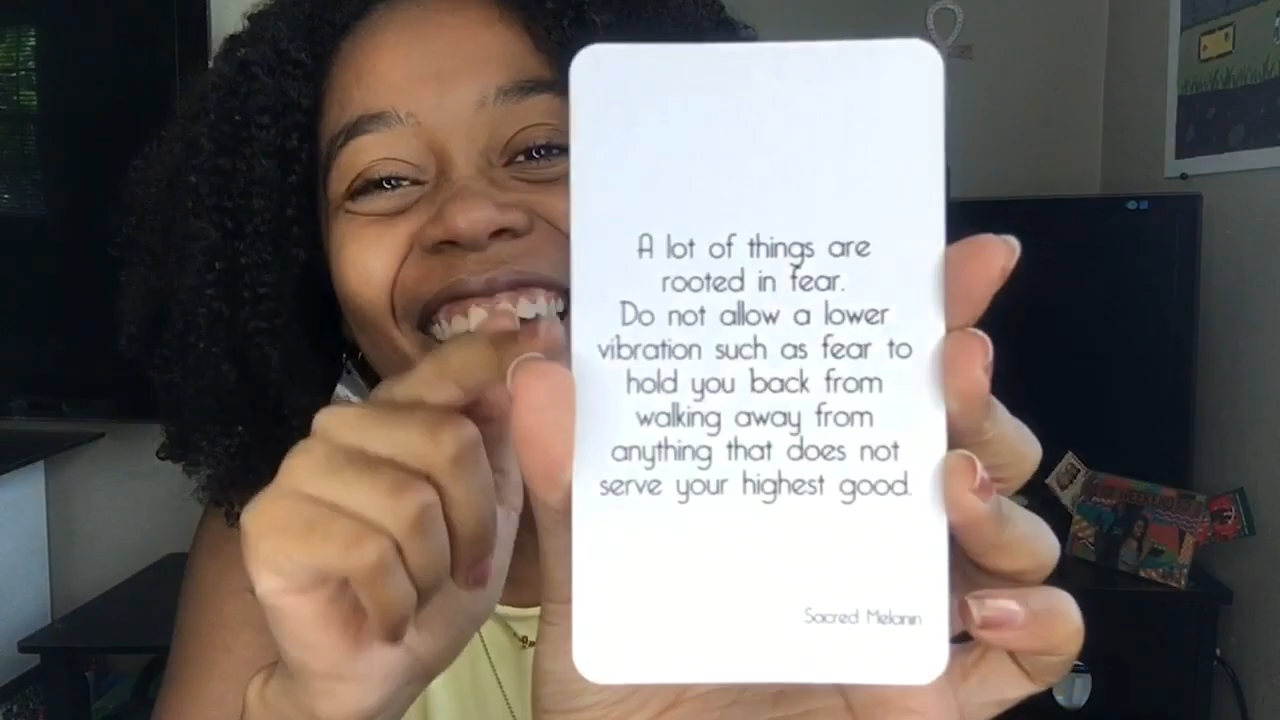 A lot of things are
rooted in fear.
Do not allow a lower
vibration such as fear to
hold you back from
walking away from
anything that does not
serve your highest good.
Sacred Melanin